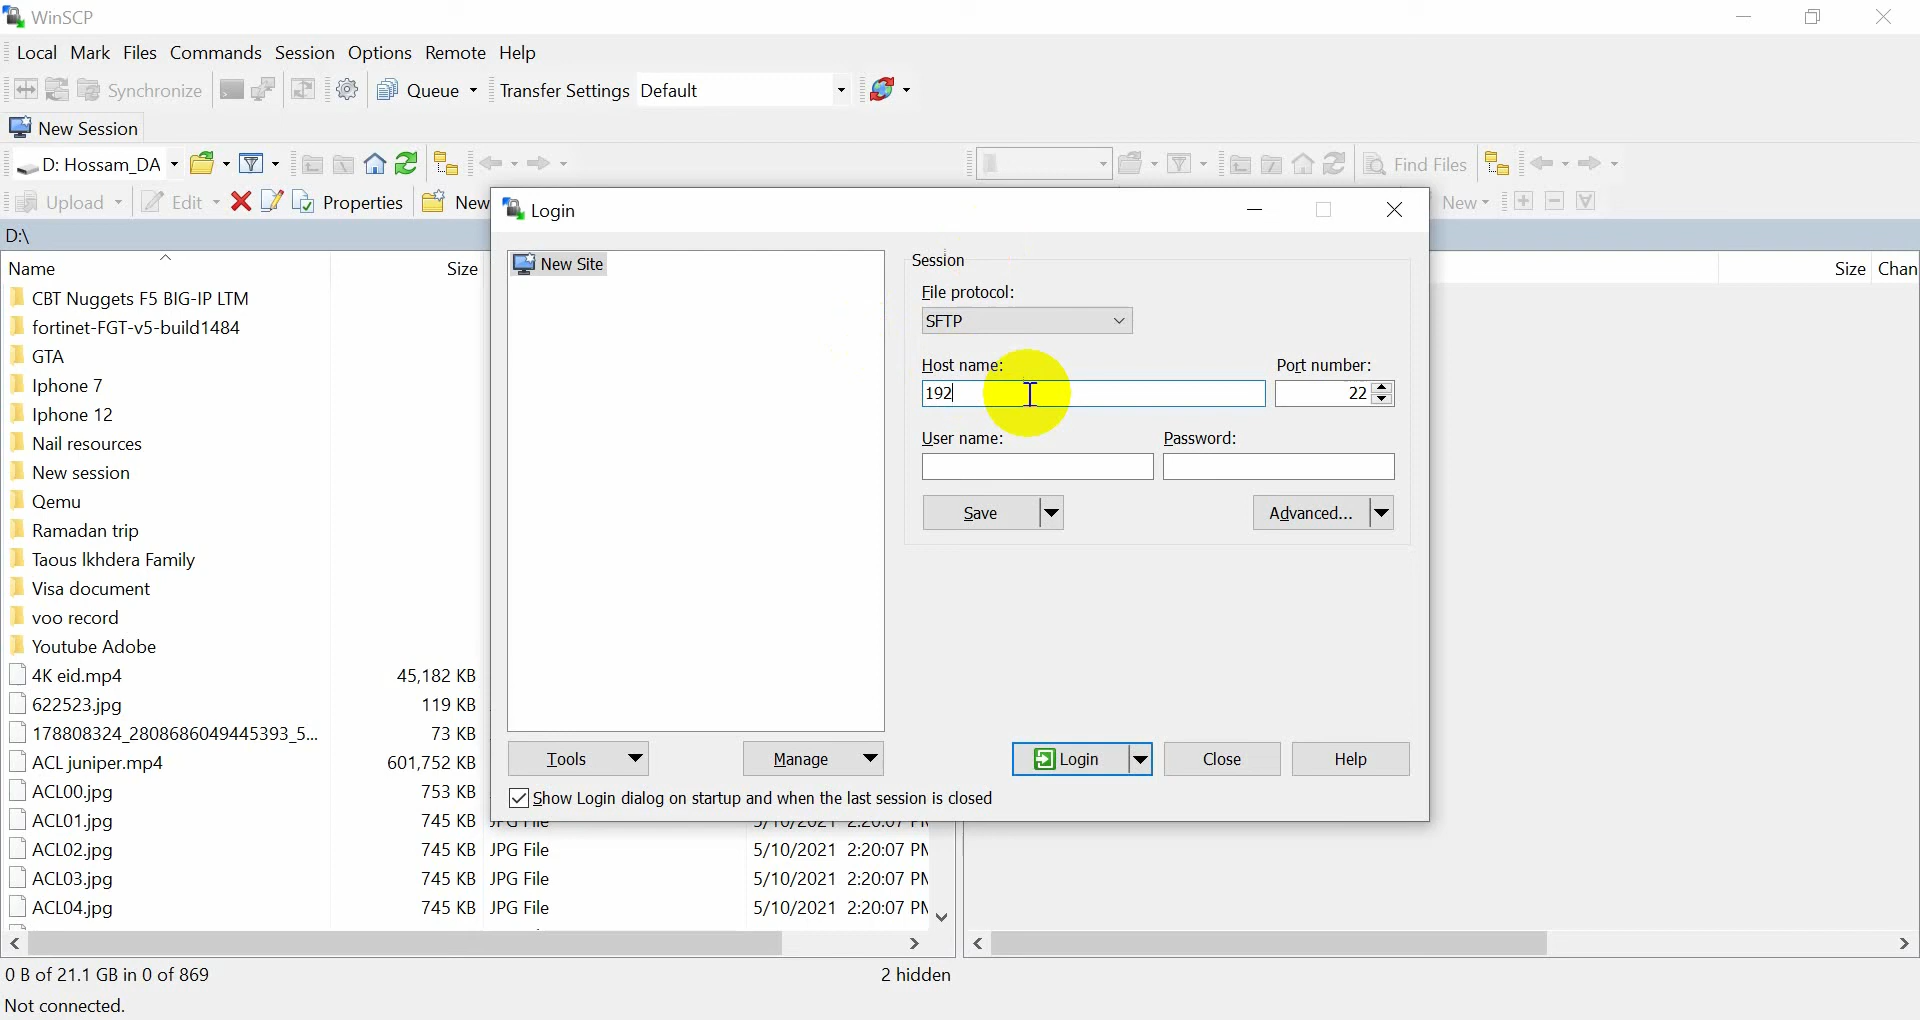 WinSCP
Local Mark Files Commands Session Options Remote Help
Synchronize Queue Transfer Settings Default
New Session
D: Hossam_DA Find Files
Upload Edit Properties New New
D:\
Name Size Size Chan
CBT Nuggets F5 BIG-IP LTM
fortinet-FGT-v5-build1484
GTA
Iphone 7
Iphone 12
Nail resources
New session
Qemu
Ramadan trip
Taous lkhdera Family
Visa document
voo record
Youtube Adobe
4K eid.mp4 45,182 KB
622523.jpg 119 KB
178808324_2808686049445393_5... 73 KB
ACL juniper.mp4 601,752 KB
ACL00.jpg 753 KB
ACL01.jpg 745 KB
ACL02.jpg 745 KB JPG File 5/10/2021 2:20:07 PM
ACL03.jpg 745 KB JPG File 5/10/2021 2:20:07 PM
ACL04.jpg 745 KB JPG File 5/10/2021 2:20:07 PM
Login
New Site
Session
File protocol:
SFTP
Host name: Port number:
192 22
User name: Password:
Save Advanced...
Tools Manage Login Close Help
Show Login dialog on startup and when the last session is closed
0 B of 21.1 GB in 0 of 869 2 hidden
Not connected.